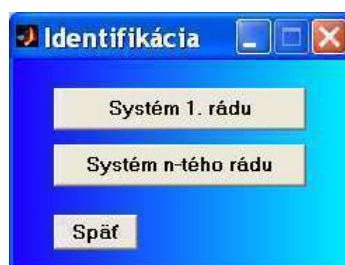 Identifikácia
Systém 1. rádu
Systém n-tého rádu
Späť